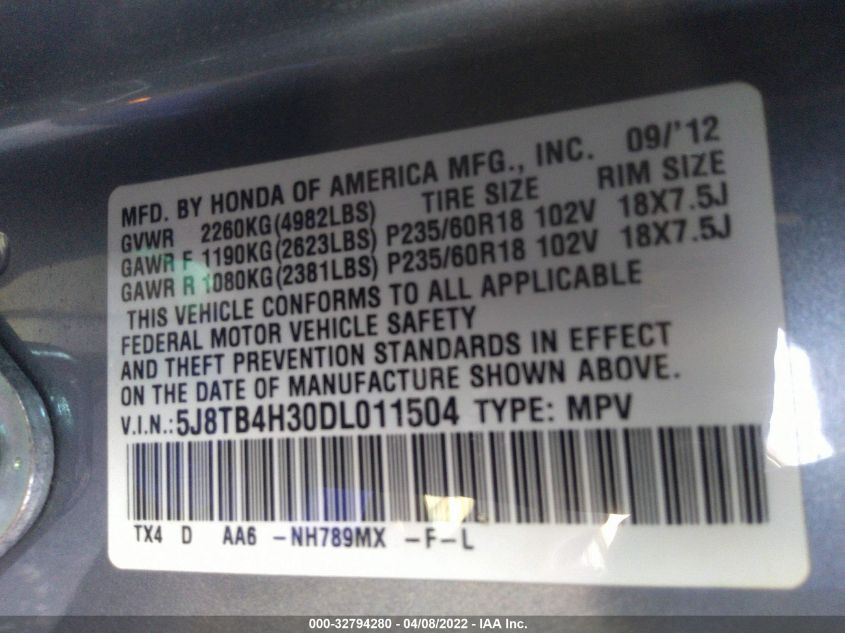 MFD. BY HONDA OF AMERICA MFG., INC. 09/'12
TIRE SIZE RIM SIZE
GVWR 2260KG(4982LBS)
GAWR F 1190KG(2623LBS) P235/60R18 102V 18X7.5J
GAWR R 1080KG(2381LBS) P235/60R18 102V 18X7.5J
THIS VEHICLE CONFORMS TO ALL APPLICABLE
FEDERAL MOTOR VEHICLE SAFETY
AND THEFT PREVENTION STANDARDS IN EFFECT
ON THE DATE OF MANUFACTURE SHOWN ABOVE.
V.I.N.:5J8TB4H30DL011504 TYPE: MPV
TX4 D AA6 -NH789MX -F-L
000-32794280 - 04/08/2022 - IAA Inc.